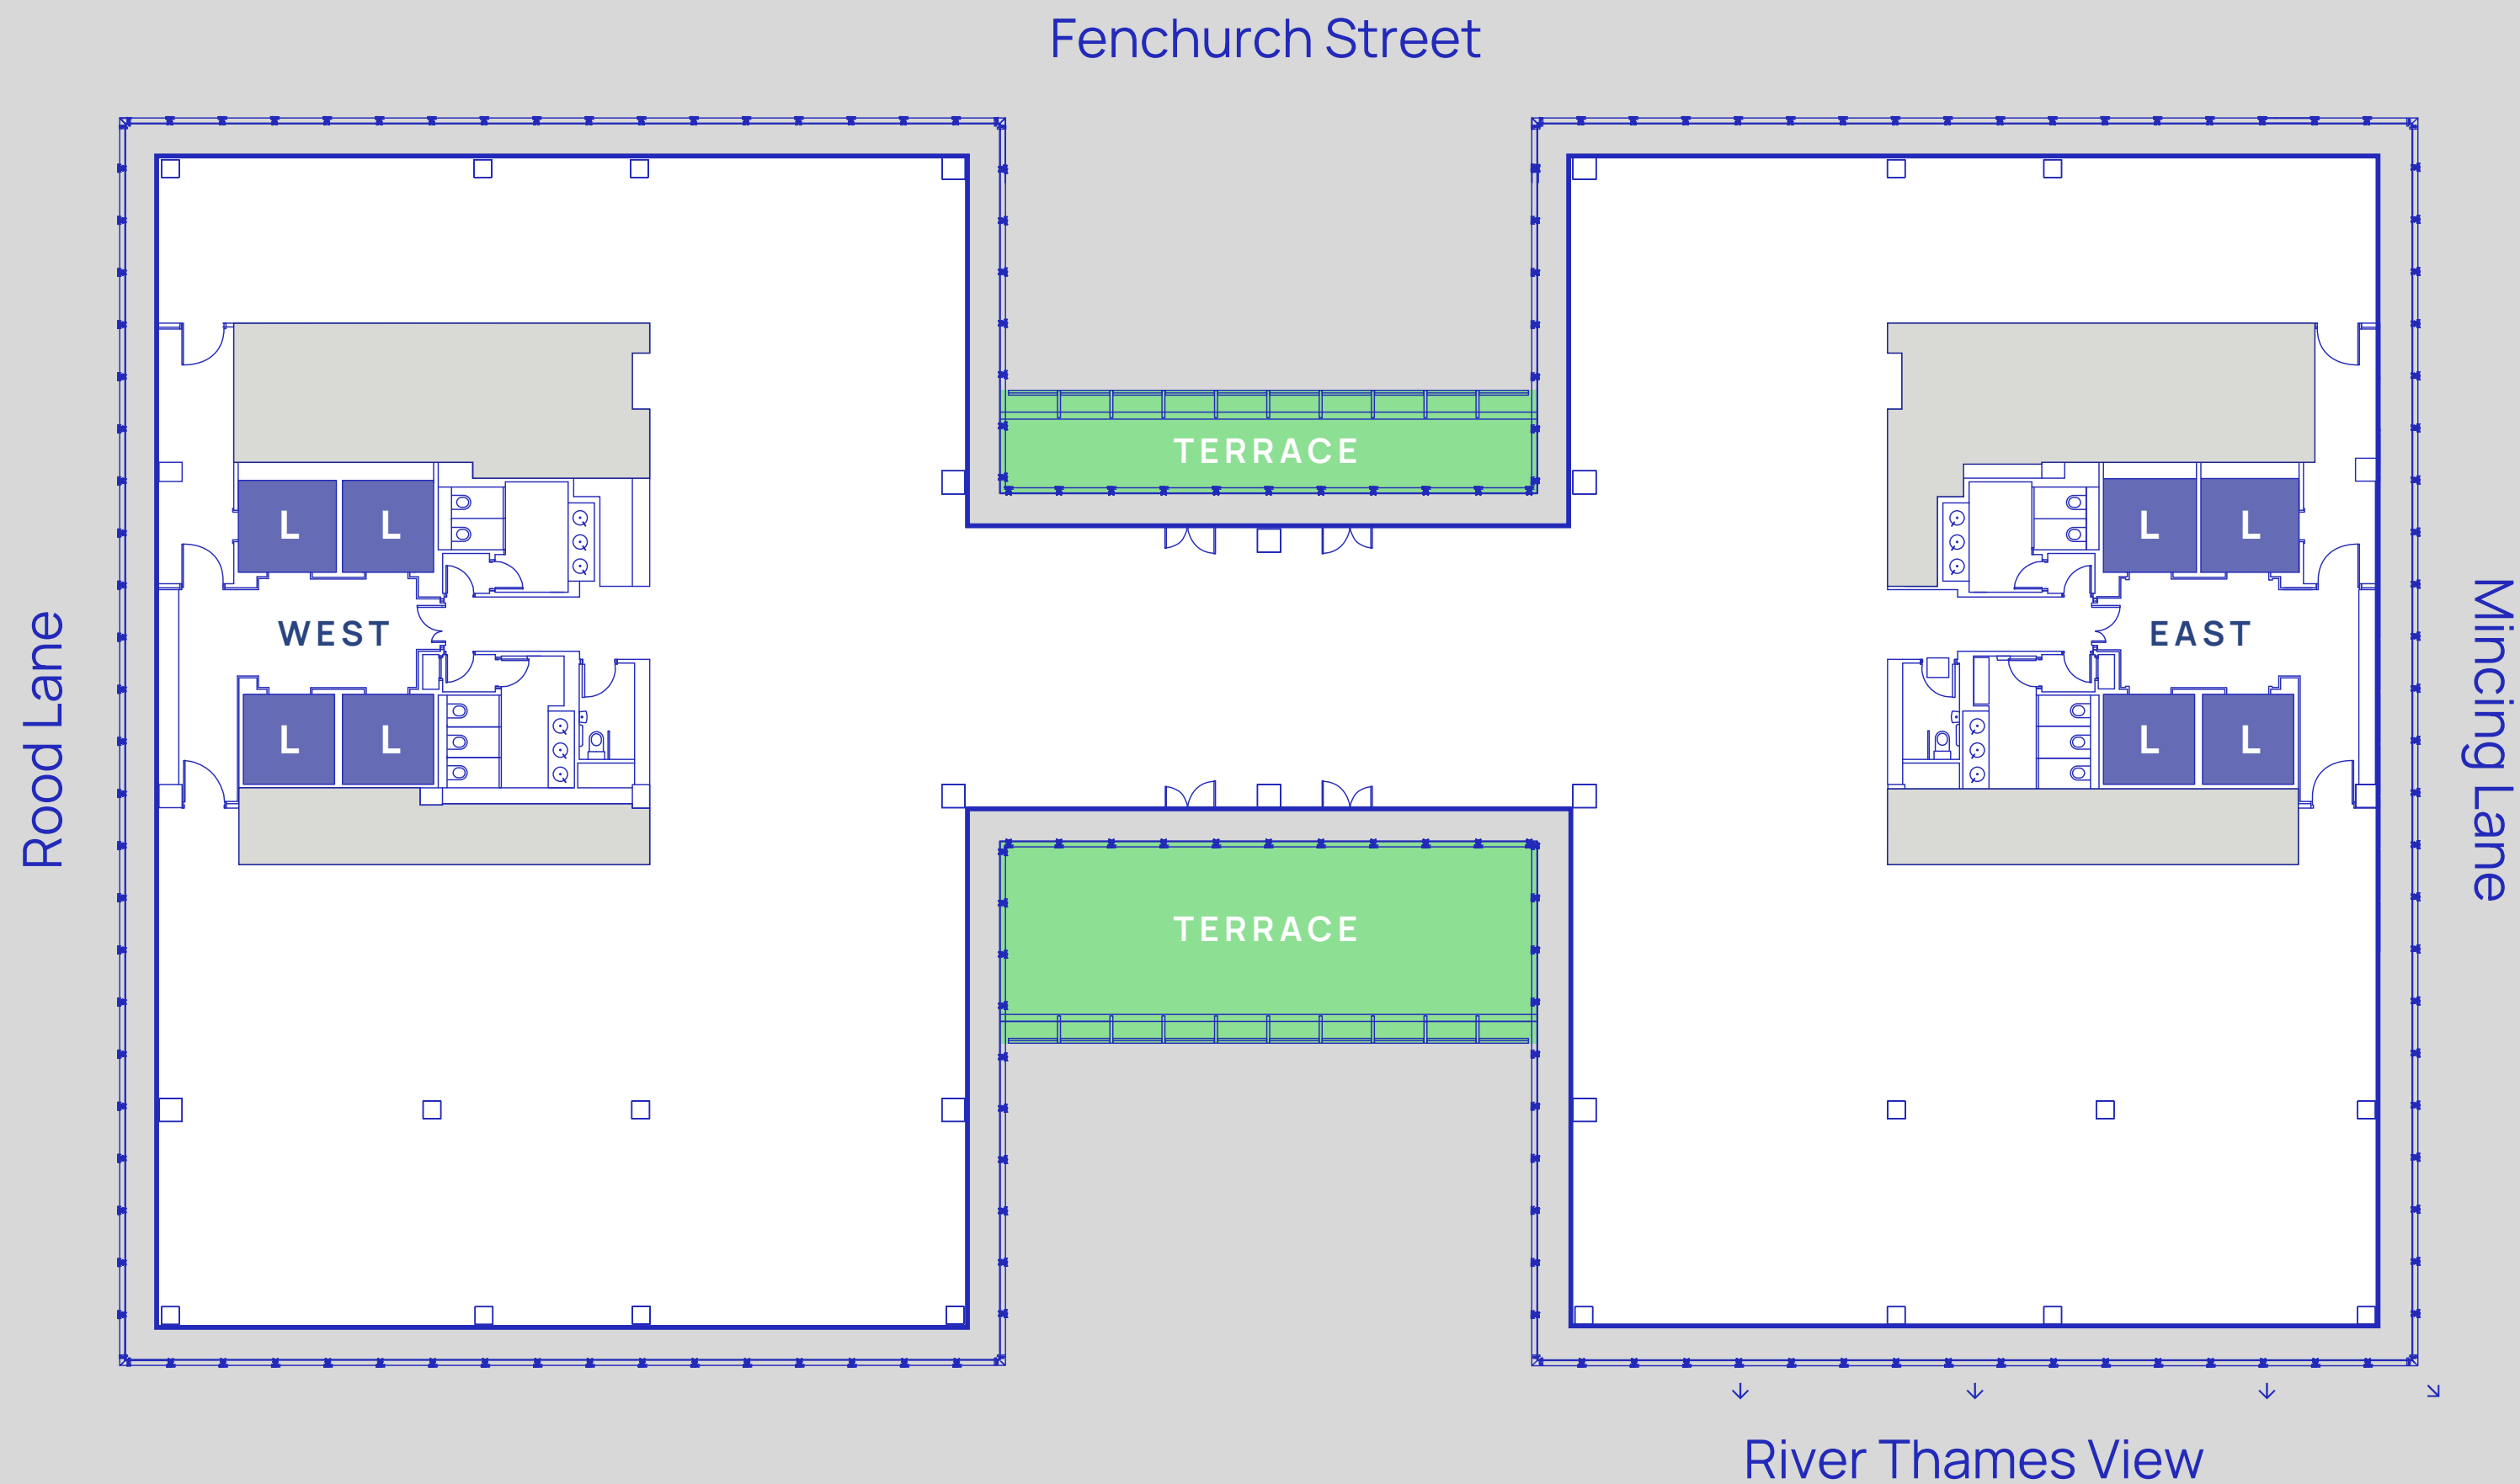 Fenchurch Street
TERRACE
L L
L L
WEST
EAST
Rood Lane
Mincing Lane
L L
L L
TERRACE
River Thames View